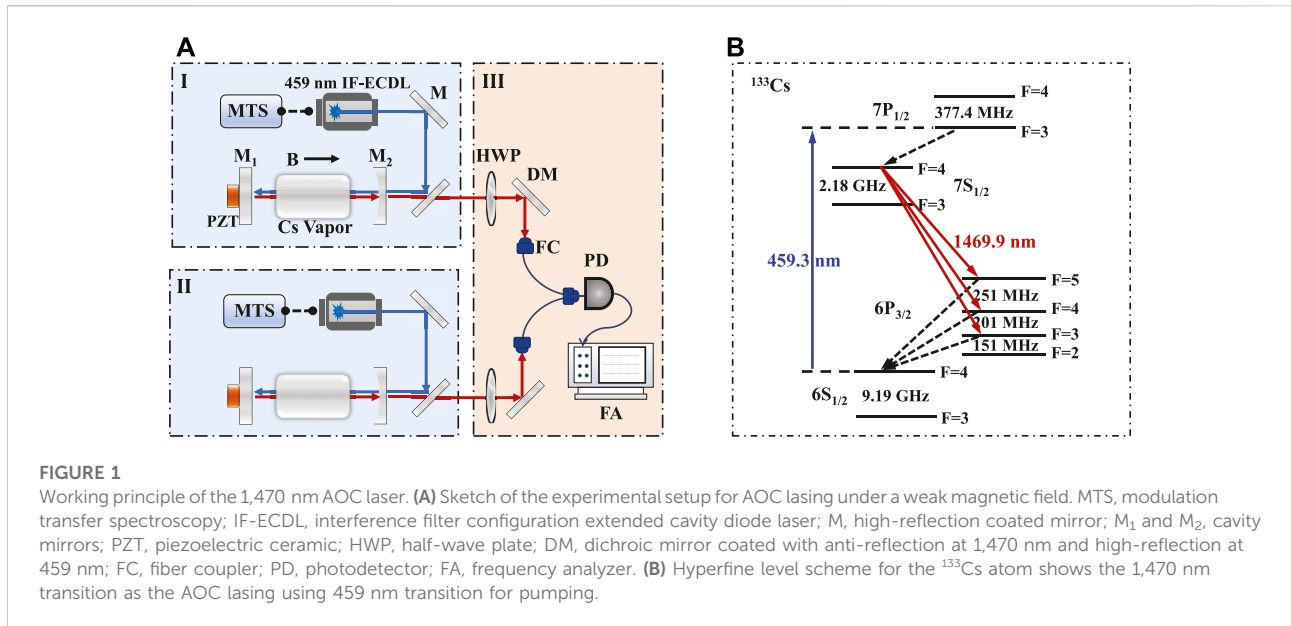 A
I
459 nm IF-ECDL
MTS
M
M1
B
M2
PZT
Cs Vapor
II
MTS
III
HWP
DM
FC
PD
FA
B
133Cs
7P1/2
F=4
377.4 MHz
F=3
F=4
2.18 GHz
7S1/2
F=3
1469.9 nm
459.3 nm
F=5
251 MHz
6P3/2
F=4
201 MHz
F=3
151 MHz
F=2
F=4
6S1/2
9.19 GHz
F=3
FIGURE 1
Working principle of the 1,470 nm AOC laser. (A) Sketch of the experimental setup for AOC lasing under a weak magnetic field. MTS, modulation
transfer spectroscopy; IF-ECDL, interference filter configuration extended cavity diode laser; M, high-reflection coated mirror; M1 and M2, cavity
mirrors; PZT, piezoelectric ceramic; HWP, half-wave plate; DM, dichroic mirror coated with anti-reflection at 1,470 nm and high-reflection at
459 nm; FC, fiber coupler; PD, photodetector; FA, frequency analyzer. (B) Hyperfine level scheme for the 133Cs atom shows the 1,470 nm
transition as the AOC lasing using 459 nm transition for pumping.